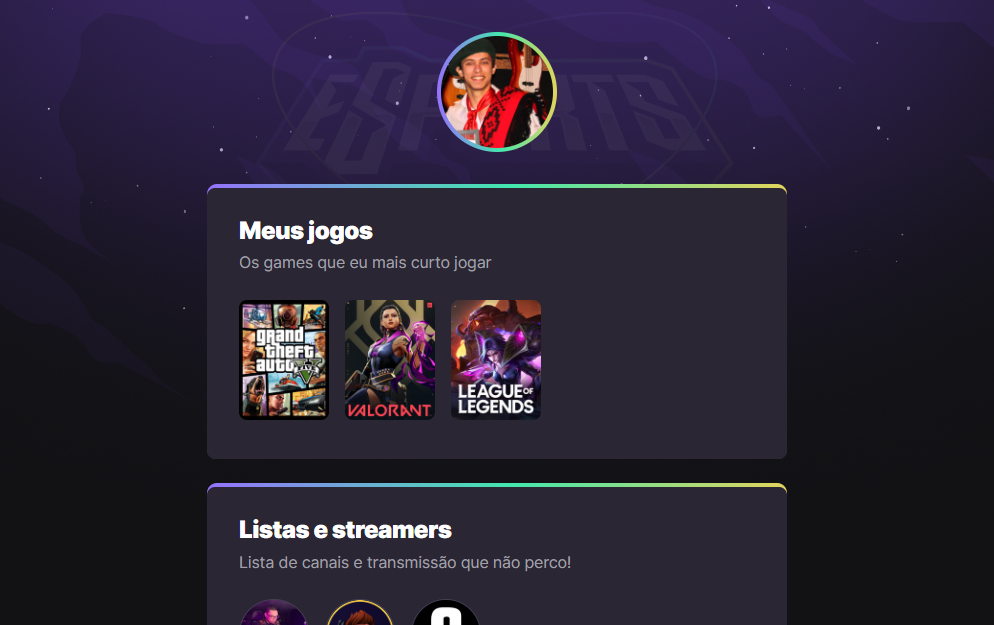 ESPORTS
Meus jogos
Os games que eu mais curto jogar
grand
theft
auto
V
FIVE
VALORANT
LEAGUE OF
LEGENDS
Listas e streamers
Lista de canais e transmissão que não perco!